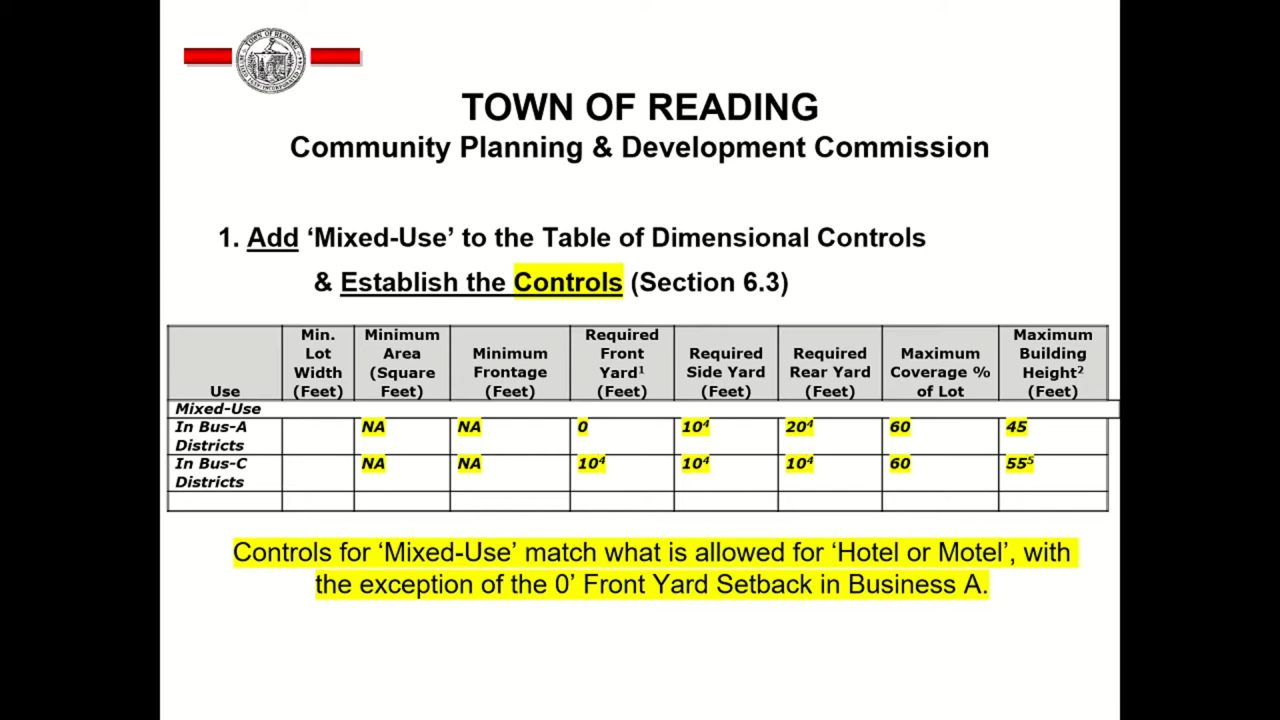 TOWN OF READING
Community Planning & Development Commission
1. Add ‘Mixed-Use’ to the Table of Dimensional Controls
& Establish the Controls (Section 6.3)
Use
Min. Lot Width (Feet)
Minimum Area (Square Feet)
Minimum Frontage (Feet)
Required Front Yard¹ (Feet)
Required Side Yard (Feet)
Required Rear Yard (Feet)
Maximum Coverage % of Lot
Maximum Building Height² (Feet)
Mixed-Use
In Bus-A Districts NA NA 0 10⁴ 20⁴ 60 45
In Bus-C Districts NA NA 10⁴ 10⁴ 10⁴ 60 55⁵
Controls for ‘Mixed-Use’ match what is allowed for ‘Hotel or Motel’, with
the exception of the 0’ Front Yard Setback in Business A.